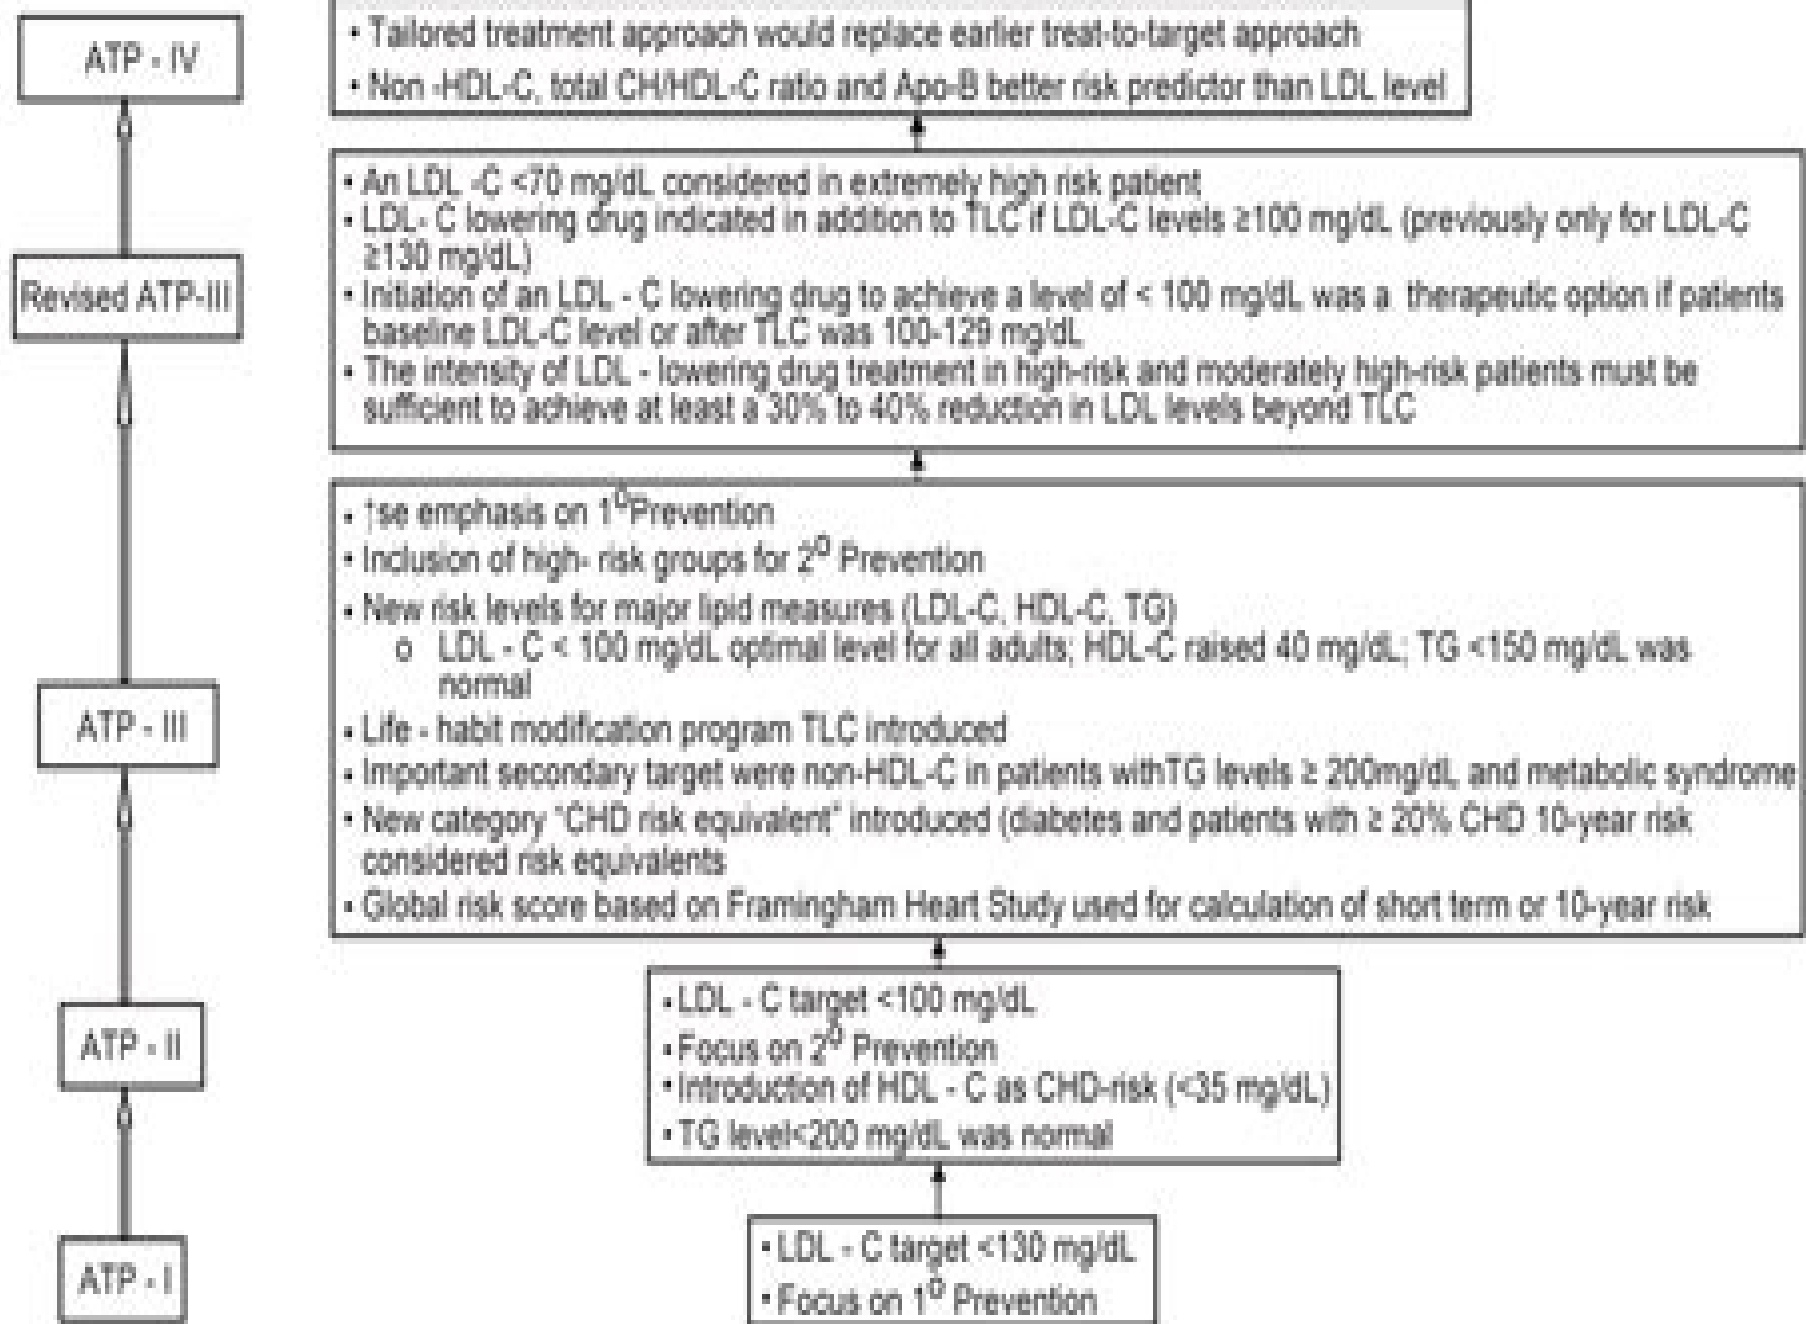 ATP - IV
• Tailored treatment approach would replace earlier treat-to-target approach
• Non -HDL-C, total CH/HDL-C ratio and Apo-B better risk predictor than LDL level
Revised ATP-III
• An LDL -C <70 mg/dL considered in extremely high risk patient
• LDL- C lowering drug indicated in addition to TLC if LDL-C levels ≥100 mg/dL (previously only for LDL-C
≥130 mg/dL)
• Initiation of an LDL - C lowering drug to achieve a level of < 100 mg/dL was a therapeutic option if patients
baseline LDL-C level or after TLC was 100-129 mg/dL
• The intensity of LDL - lowering drug treatment in high-risk and moderately high-risk patients must be
sufficient to achieve at least a 30% to 40% reduction in LDL levels beyond TLC
ATP - III
• ↑se emphasis on 1⁰Prevention
• Inclusion of high- risk groups for 2⁰ Prevention
• New risk levels for major lipid measures (LDL-C, HDL-C, TG)
o LDL - C < 100 mg/dL optimal level for all adults; HDL-C raised 40 mg/dL; TG <150 mg/dL was
normal
• Life - habit modification program TLC introduced
• Important secondary target were non-HDL-C in patients withTG levels ≥ 200mg/dL and metabolic syndrome
• New category "CHD risk equivalent" introduced (diabetes and patients with ≥ 20% CHD 10-year risk
considered risk equivalents
• Global risk score based on Framingham Heart Study used for calculation of short term or 10-year risk
ATP - II
• LDL - C target <100 mg/dL
• Focus on 2⁰ Prevention
• Introduction of HDL - C as CHD-risk (<35 mg/dL)
• TG level<200 mg/dL was normal
ATP - I
• LDL - C target <130 mg/dL
• Focus on 1⁰ Prevention